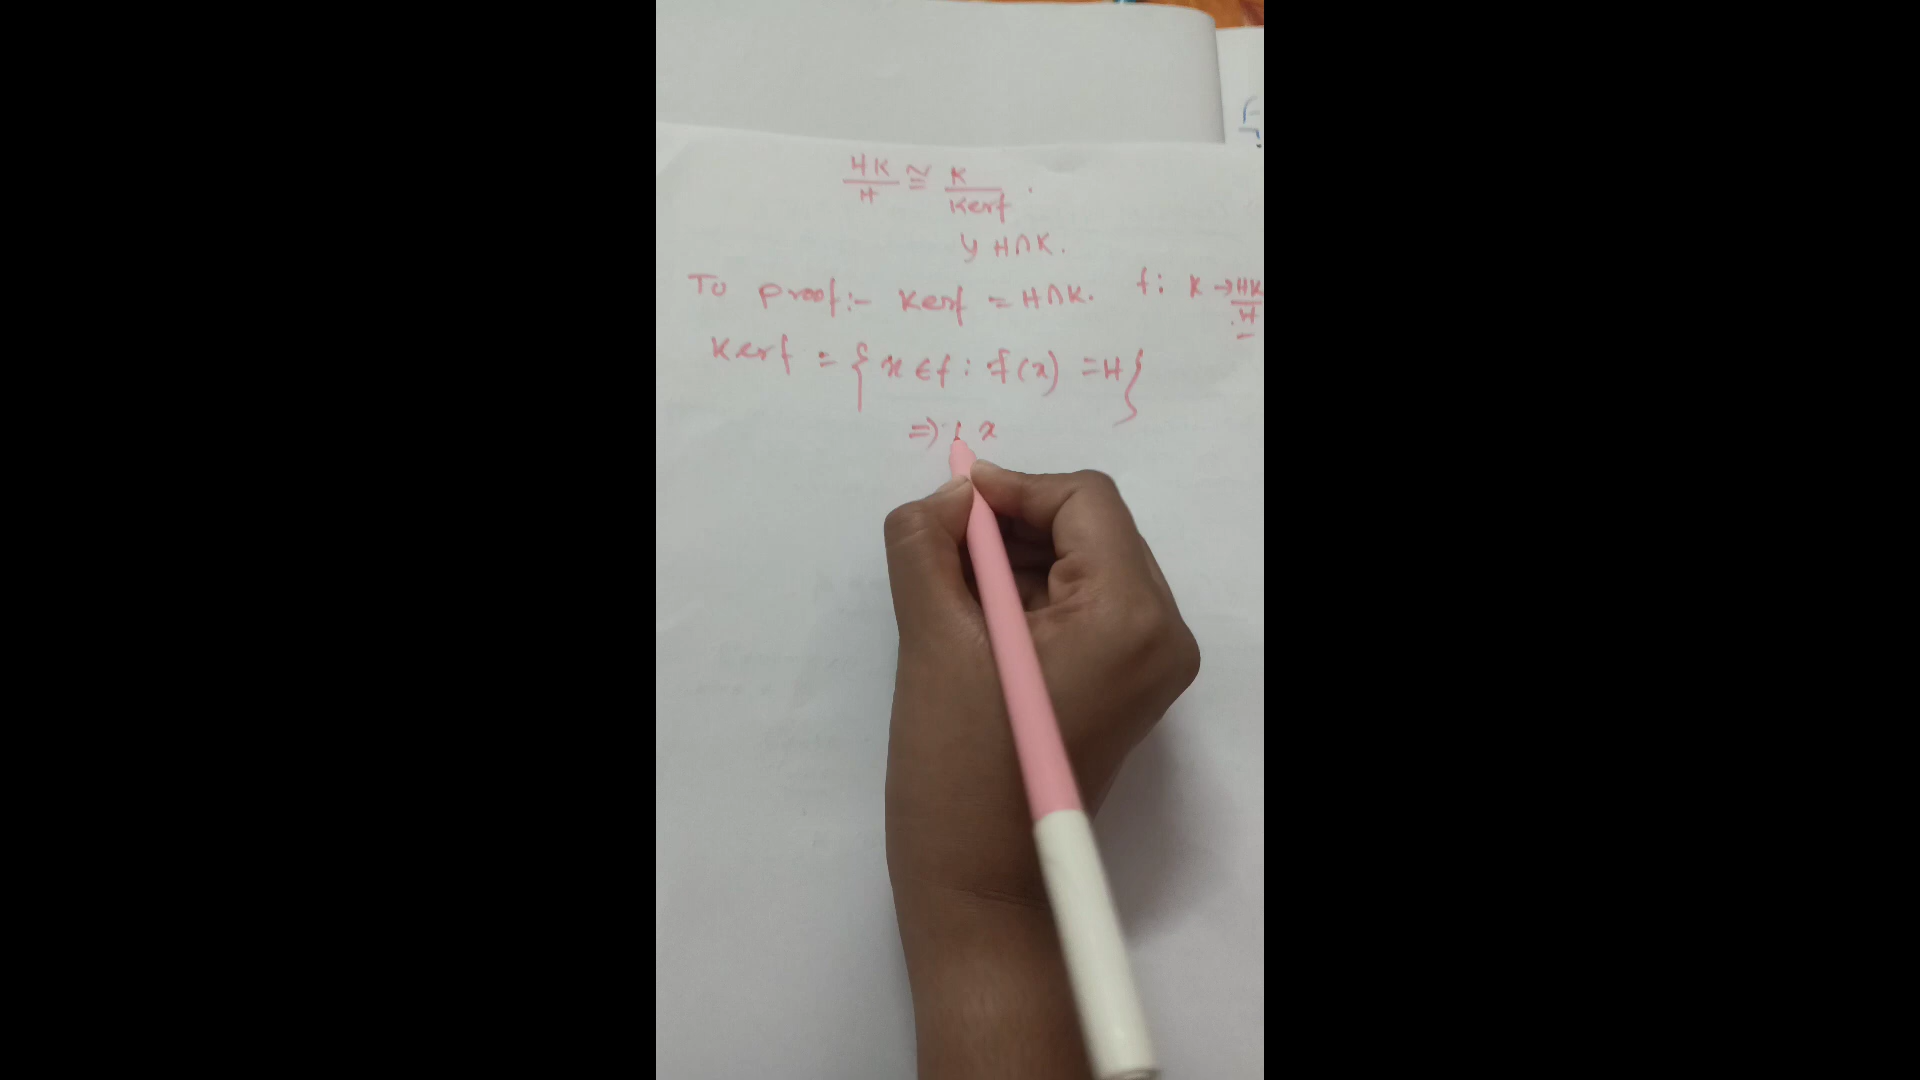 HK/H ≅ K/Kerf .
H∩K.
To proof:- Kerf = H∩K. f: K → HK/H
Kerf = { x ∈ f : f(x) = H }
⇒ x